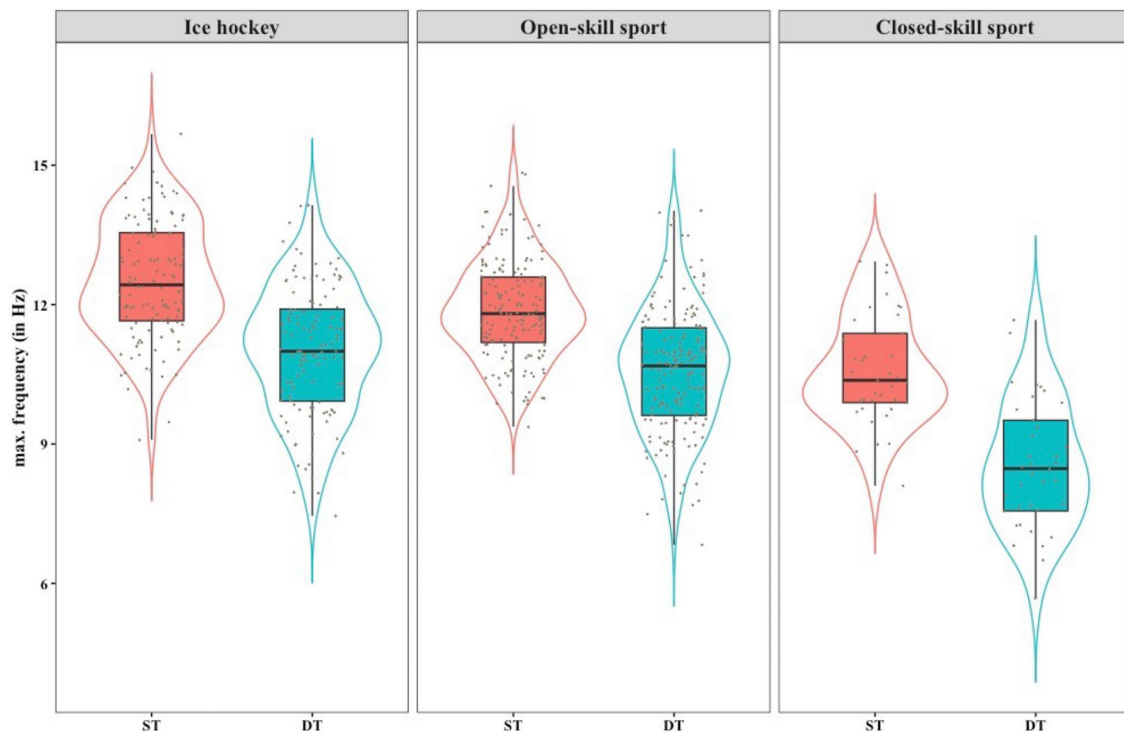 Ice hockey
Open-skill sport
Closed-skill sport
max. frequency (in Hz)
15
12
9
6
ST
DT
ST
DT
ST
DT